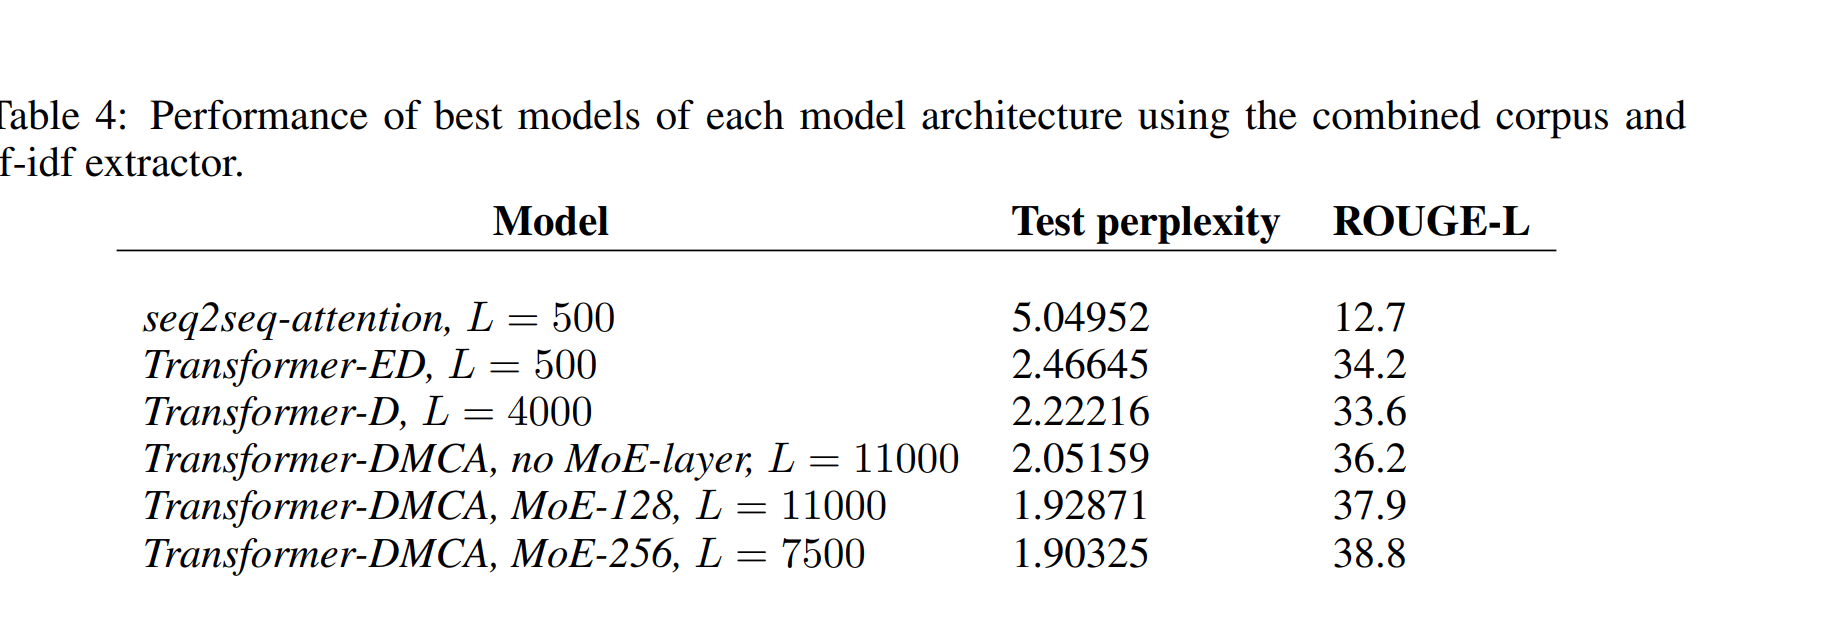 Table 4: Performance of best models of each model architecture using the combined corpus and
f-idf extractor.
Model Test perplexity ROUGE-L
seq2seq-attention, L = 500 5.04952 12.7
Transformer-ED, L = 500 2.46645 34.2
Transformer-D, L = 4000 2.22216 33.6
Transformer-DMCA, no MoE-layer, L = 11000 2.05159 36.2
Transformer-DMCA, MoE-128, L = 11000 1.92871 37.9
Transformer-DMCA, MoE-256, L = 7500 1.90325 38.8